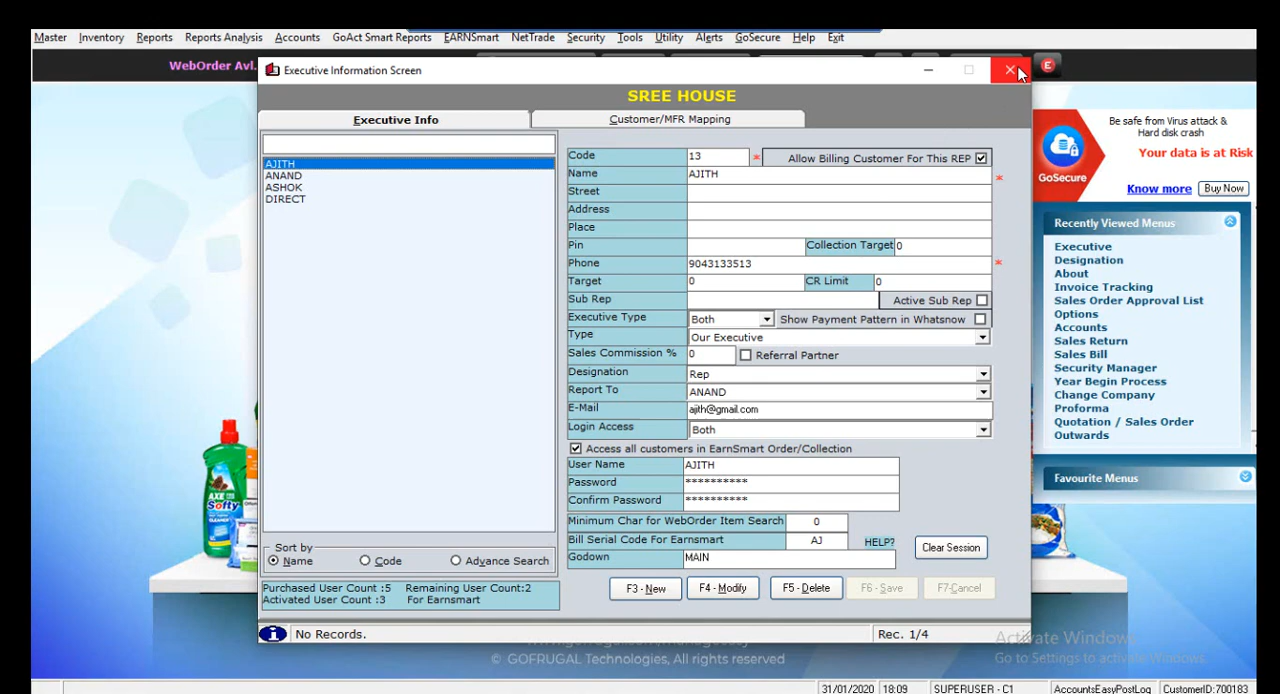 Master Inventory Reports Reports Analysis Accounts GoAct Smart Reports EARNSmart NetTrade Security Tools Utility Alerts GoSecure Help Exit
WebOrder Avl.
Executive Information Screen
E
SREE HOUSE
Executive Info
Customer/MFR Mapping
AJITH
ANAND
ASHOK
DIRECT
Sort by
Name Code Advance Search
Purchased User Count :5 Remaining User Count:2
Activated User Count :3 For Earnsmart
Code 13 * Allow Billing Customer For This REP
Name AJITH *
Street
Address
Place
Pin Collection Target 0
Phone 9043133513 *
Target 0 CR Limit 0
Sub Rep Active Sub Rep
Executive Type Both Show Payment Pattern in Whatsnow
Type Our Executive
Sales Commission % 0 Referral Partner
Designation Rep
Report To ANAND
E-Mail ajith@gmail.com
Login Access Both
Access all customers in EarnSmart Order/Collection
User Name AJITH
Password **********
Confirm Password **********
Minimum Char for WebOrder Item Search 0
Bill Serial Code For Earnsmart AJ HELP? Clear Session
Godown MAIN
F3 - New F4 - Modify F5 - Delete F6 - Save F7-Cancel
No Records. Rec. 1/4
Be safe from Virus attack &
Hard disk crash
Your data is at Risk
GoSecure
Know more Buy Now
Recently Viewed Menus
Executive
Designation
About
Invoice Tracking
Sales Order Approval List
Options
Accounts
Sales Return
Sales Bill
Security Manager
Year Begin Process
Change Company
Proforma
Quotation / Sales Order
Outwards
Favourite Menus
AXE
Softy
© GOFRUGAL Technologies, All rights reserved
Activate Windows
Go to Settings to activate Windows.
31/01/2020 18:09 SUPERUSER - C1 AccountsEasyPostLog CustomerID:700183